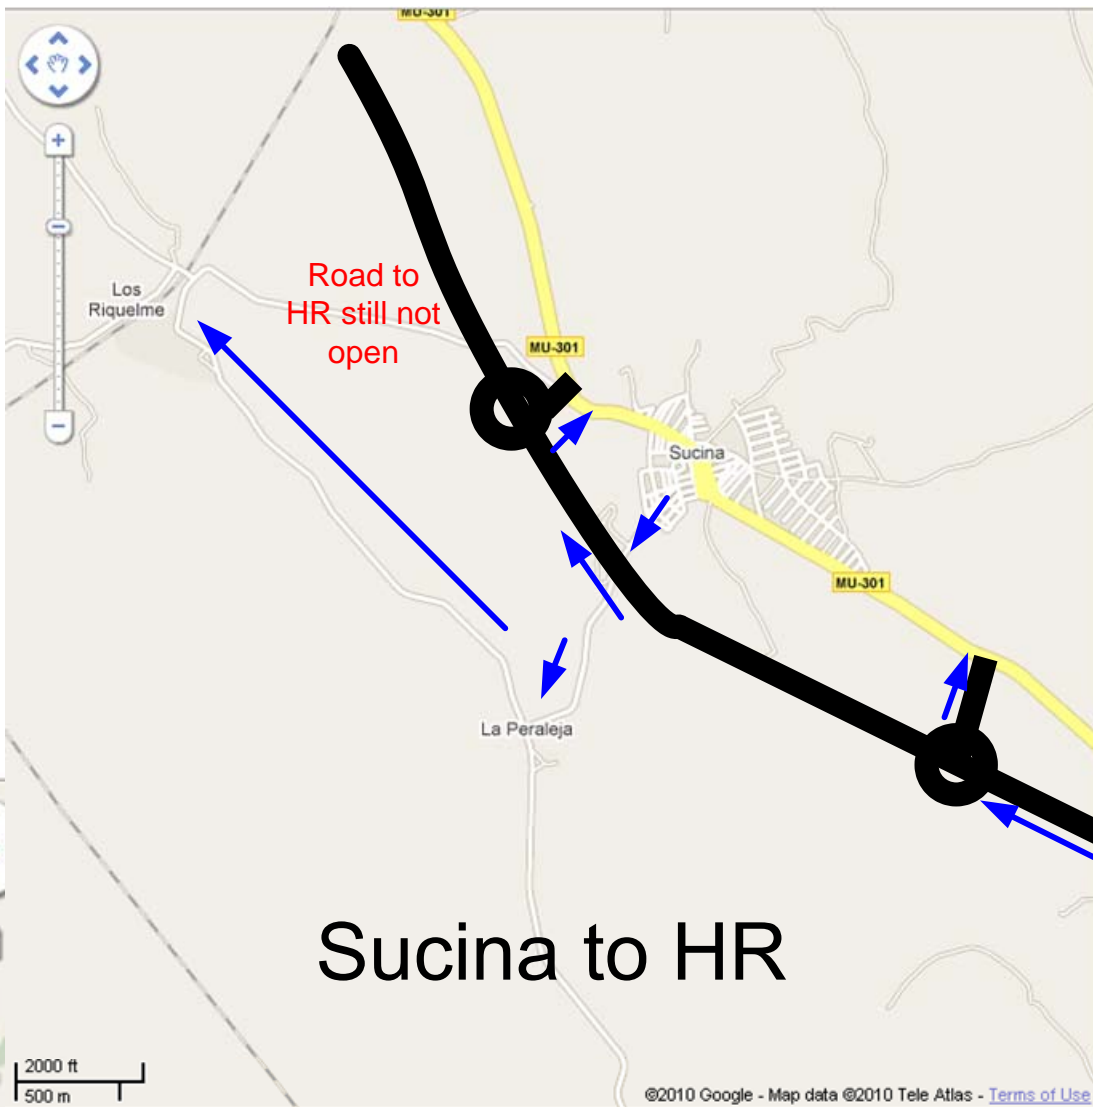 MU-301
Road to
HR still not
open
Los
Riquelme
MU-301
Sucina
MU-301
La Peraleja
Sucina to HR
2000 ft
500 m
©2010 Google - Map data ©2010 Tele Atlas - Terms of Use